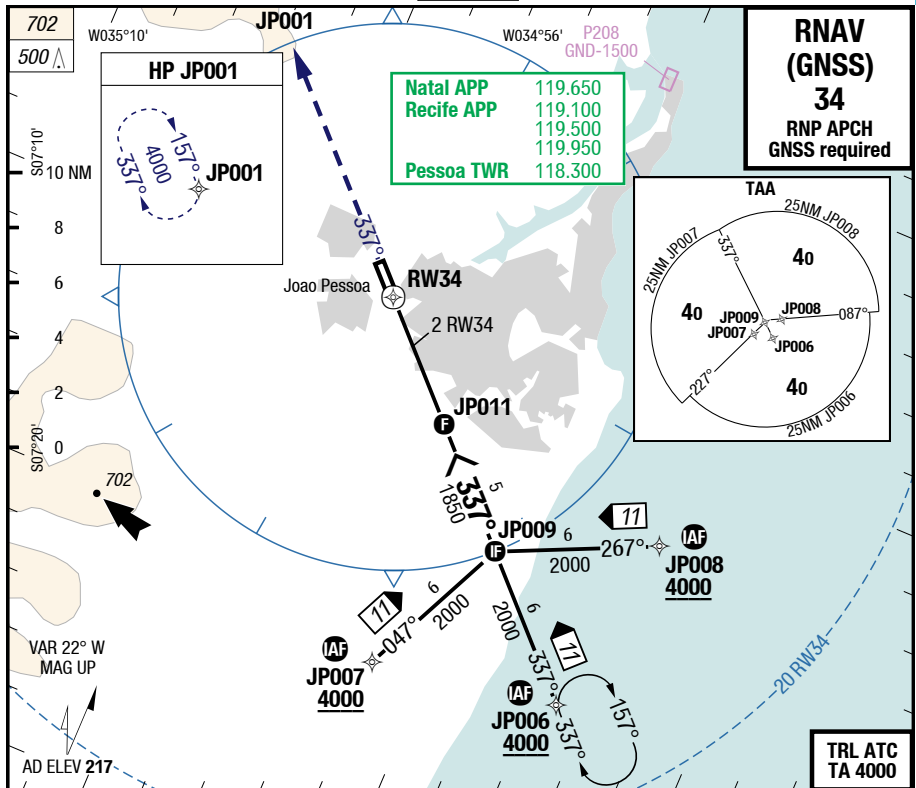 702
500
W035°10'
JP001
W034°56'
P208
GND-1500
RNAV
(GNSS)
34
RNP APCH
GNSS required
HP JP001
157°
4000
337°
JP001
Natal APP 119.650
Recife APP 119.100
119.500
119.950
Pessoa TWR 118.300
S07°10'
10 NM
8
6
4
2
0
S07°20'
TAA
25NM JP008
25NM JP007
337°
40
40
JP009
JP008
087°
JP007
JP006
227°
40
25NM JP006
337°
Joao Pessoa
RW34
2 RW34
JP011
F
702
337°
5
1850
JP009
IF
11
6
267°
2000
IAF
JP008
4000
11
6
047°
2000
IAF
JP007
4000
6
2000
11
337°
IAF
JP006
4000
157°
337°
20 RW34
VAR 22° W
MAG UP
AD ELEV 217
TRL ATC
TA 4000